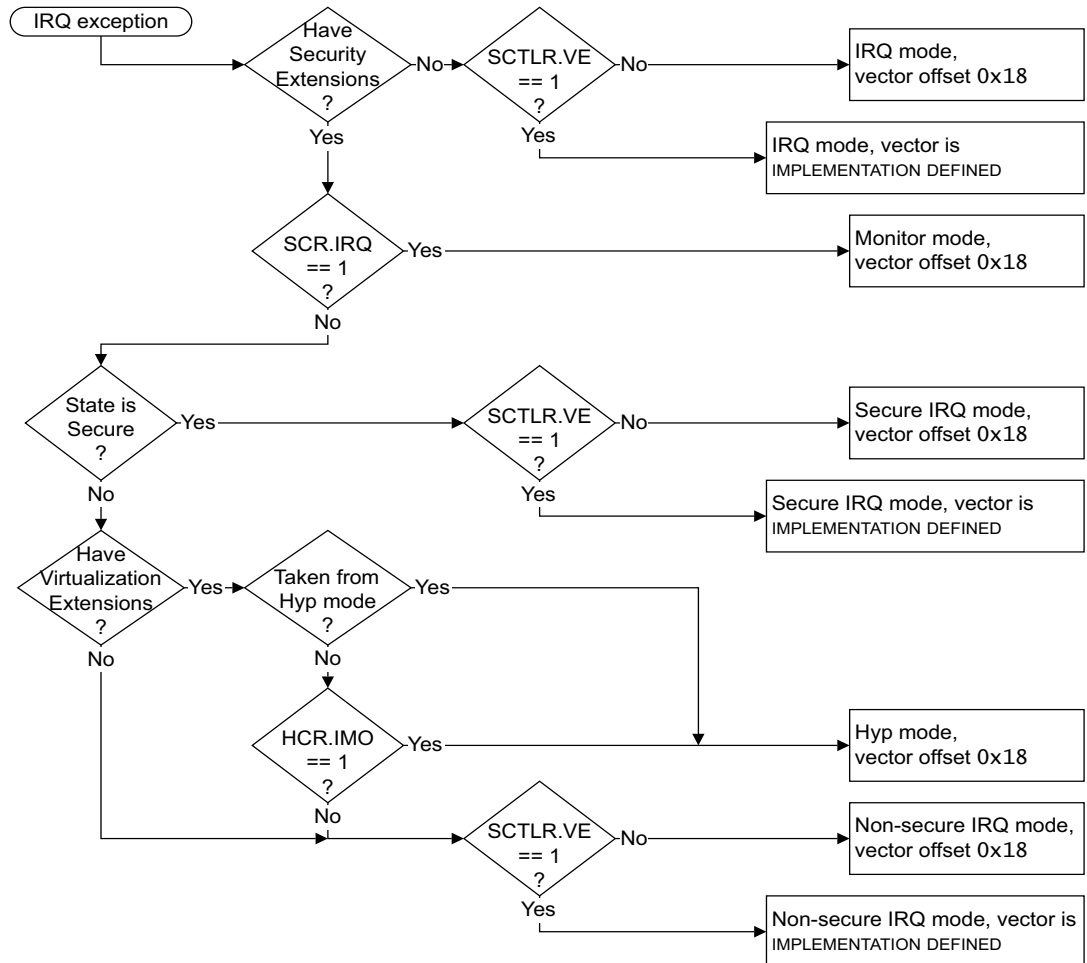 IRQ exception
Have
Security
Extensions
?
No
Yes
SCTLR.VE
== 1
?
No
Yes
IRQ mode,
vector offset 0x18
IRQ mode, vector is
IMPLEMENTATION DEFINED
SCR.IRQ
== 1
?
Yes
No
Monitor mode,
vector offset 0x18
State is
Secure
?
Yes
No
SCTLR.VE
== 1
?
No
Yes
Secure IRQ mode,
vector offset 0x18
Secure IRQ mode, vector is
IMPLEMENTATION DEFINED
Have
Virtualization
Extensions
?
Yes
No
Taken from
Hyp mode
?
Yes
No
HCR.IMO
== 1
?
Yes
No
Hyp mode,
vector offset 0x18
SCTLR.VE
== 1
?
No
Yes
Non-secure IRQ mode,
vector offset 0x18
Non-secure IRQ mode, vector is
IMPLEMENTATION DEFINED